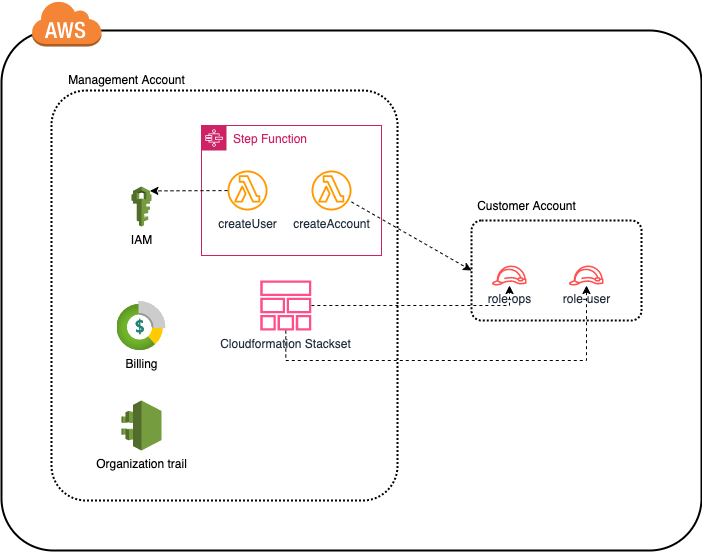 AWS
Management Account
Step Function
createUser
createAccount
IAM
Customer Account
role-ops
role-user
Cloudformation Stackset
$
Billing
Organization trail